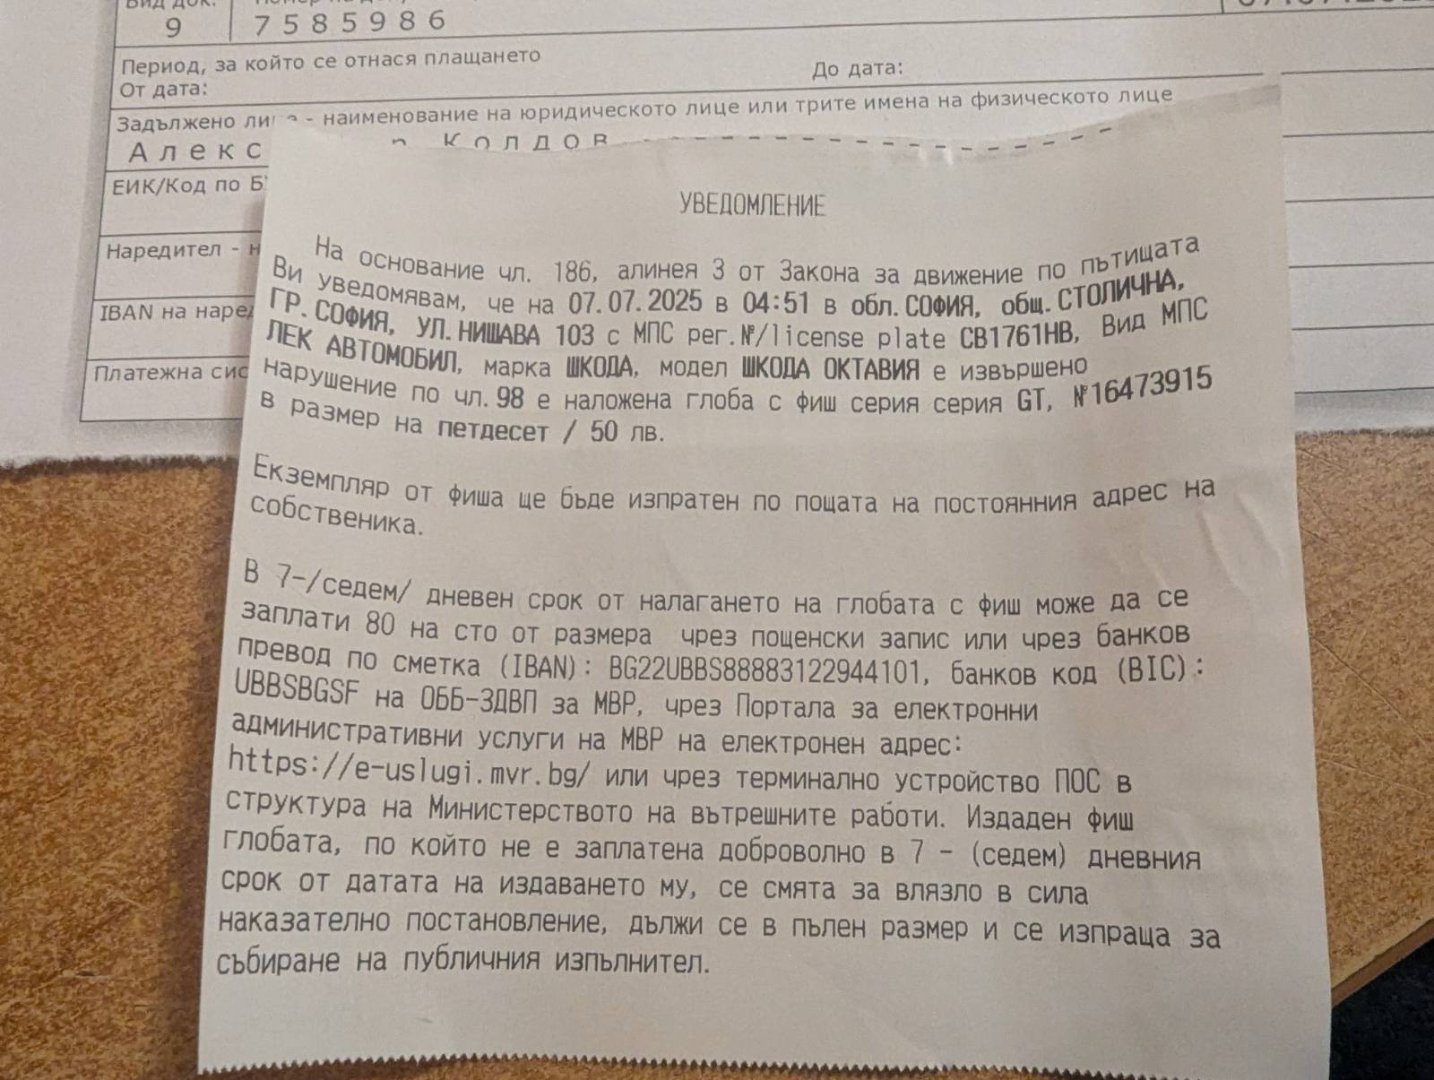 Вид док.
9 7585986
Период, за който се отнася плащането
От дата: До дата:
Задължено - наименование на юридическото лице или трите имена на физическото лице
Алекс Колдов
ЕИК/Код по
Наредител -
IBAN на
Платежна
УВЕДОМЛЕНИЕ
На основание чл. 186, алинея 3 от Закона за движение по пътищата
Ви уведомявам, че на 07.07.2025 в 04:51 в обл.СОФИЯ, общ.СТОЛИЧНА,
ГР.СОФИЯ, УЛ.НИШАВА 103 с МПС рег.№/license plate СВ1761НВ, Вид МПС
ЛЕК АВТОМОБИЛ, марка ШКОДА, модел ШКОДА ОКТАВИЯ е извършено
нарушение по чл.98 е наложена глоба с фиш серия серия GT, №16473915
в размер на петдесет / 50 лв.
Екземпляр от фиша ще бъде изпратен по пощата на постоянния адрес на
собственика.
В 7-/седем/ дневен срок от налагането на глобата с фиш може да се
заплати 80 на сто от размера чрез пощенски запис или чрез банков
превод по сметка (IBAN): BG22UBBS88883122944101, банков код (BIC):
UBBSBGSF на ОББ-ЗДВП за МВР, чрез Портала за електронни
административни услуги на МВР на електронен адрес:
https://e-uslugi.mvr.bg/ или чрез терминално устройство ПОС в
структура на Министерството на вътрешните работи. Издаден фиш
глобата, по който не е заплатена доброволно в 7 - (седем) дневния
срок от датата на издаването му, се смята за влязло в сила
наказателно постановление, дължи се в пълен размер и се изпраща за
събиране на публичния изпълнител.